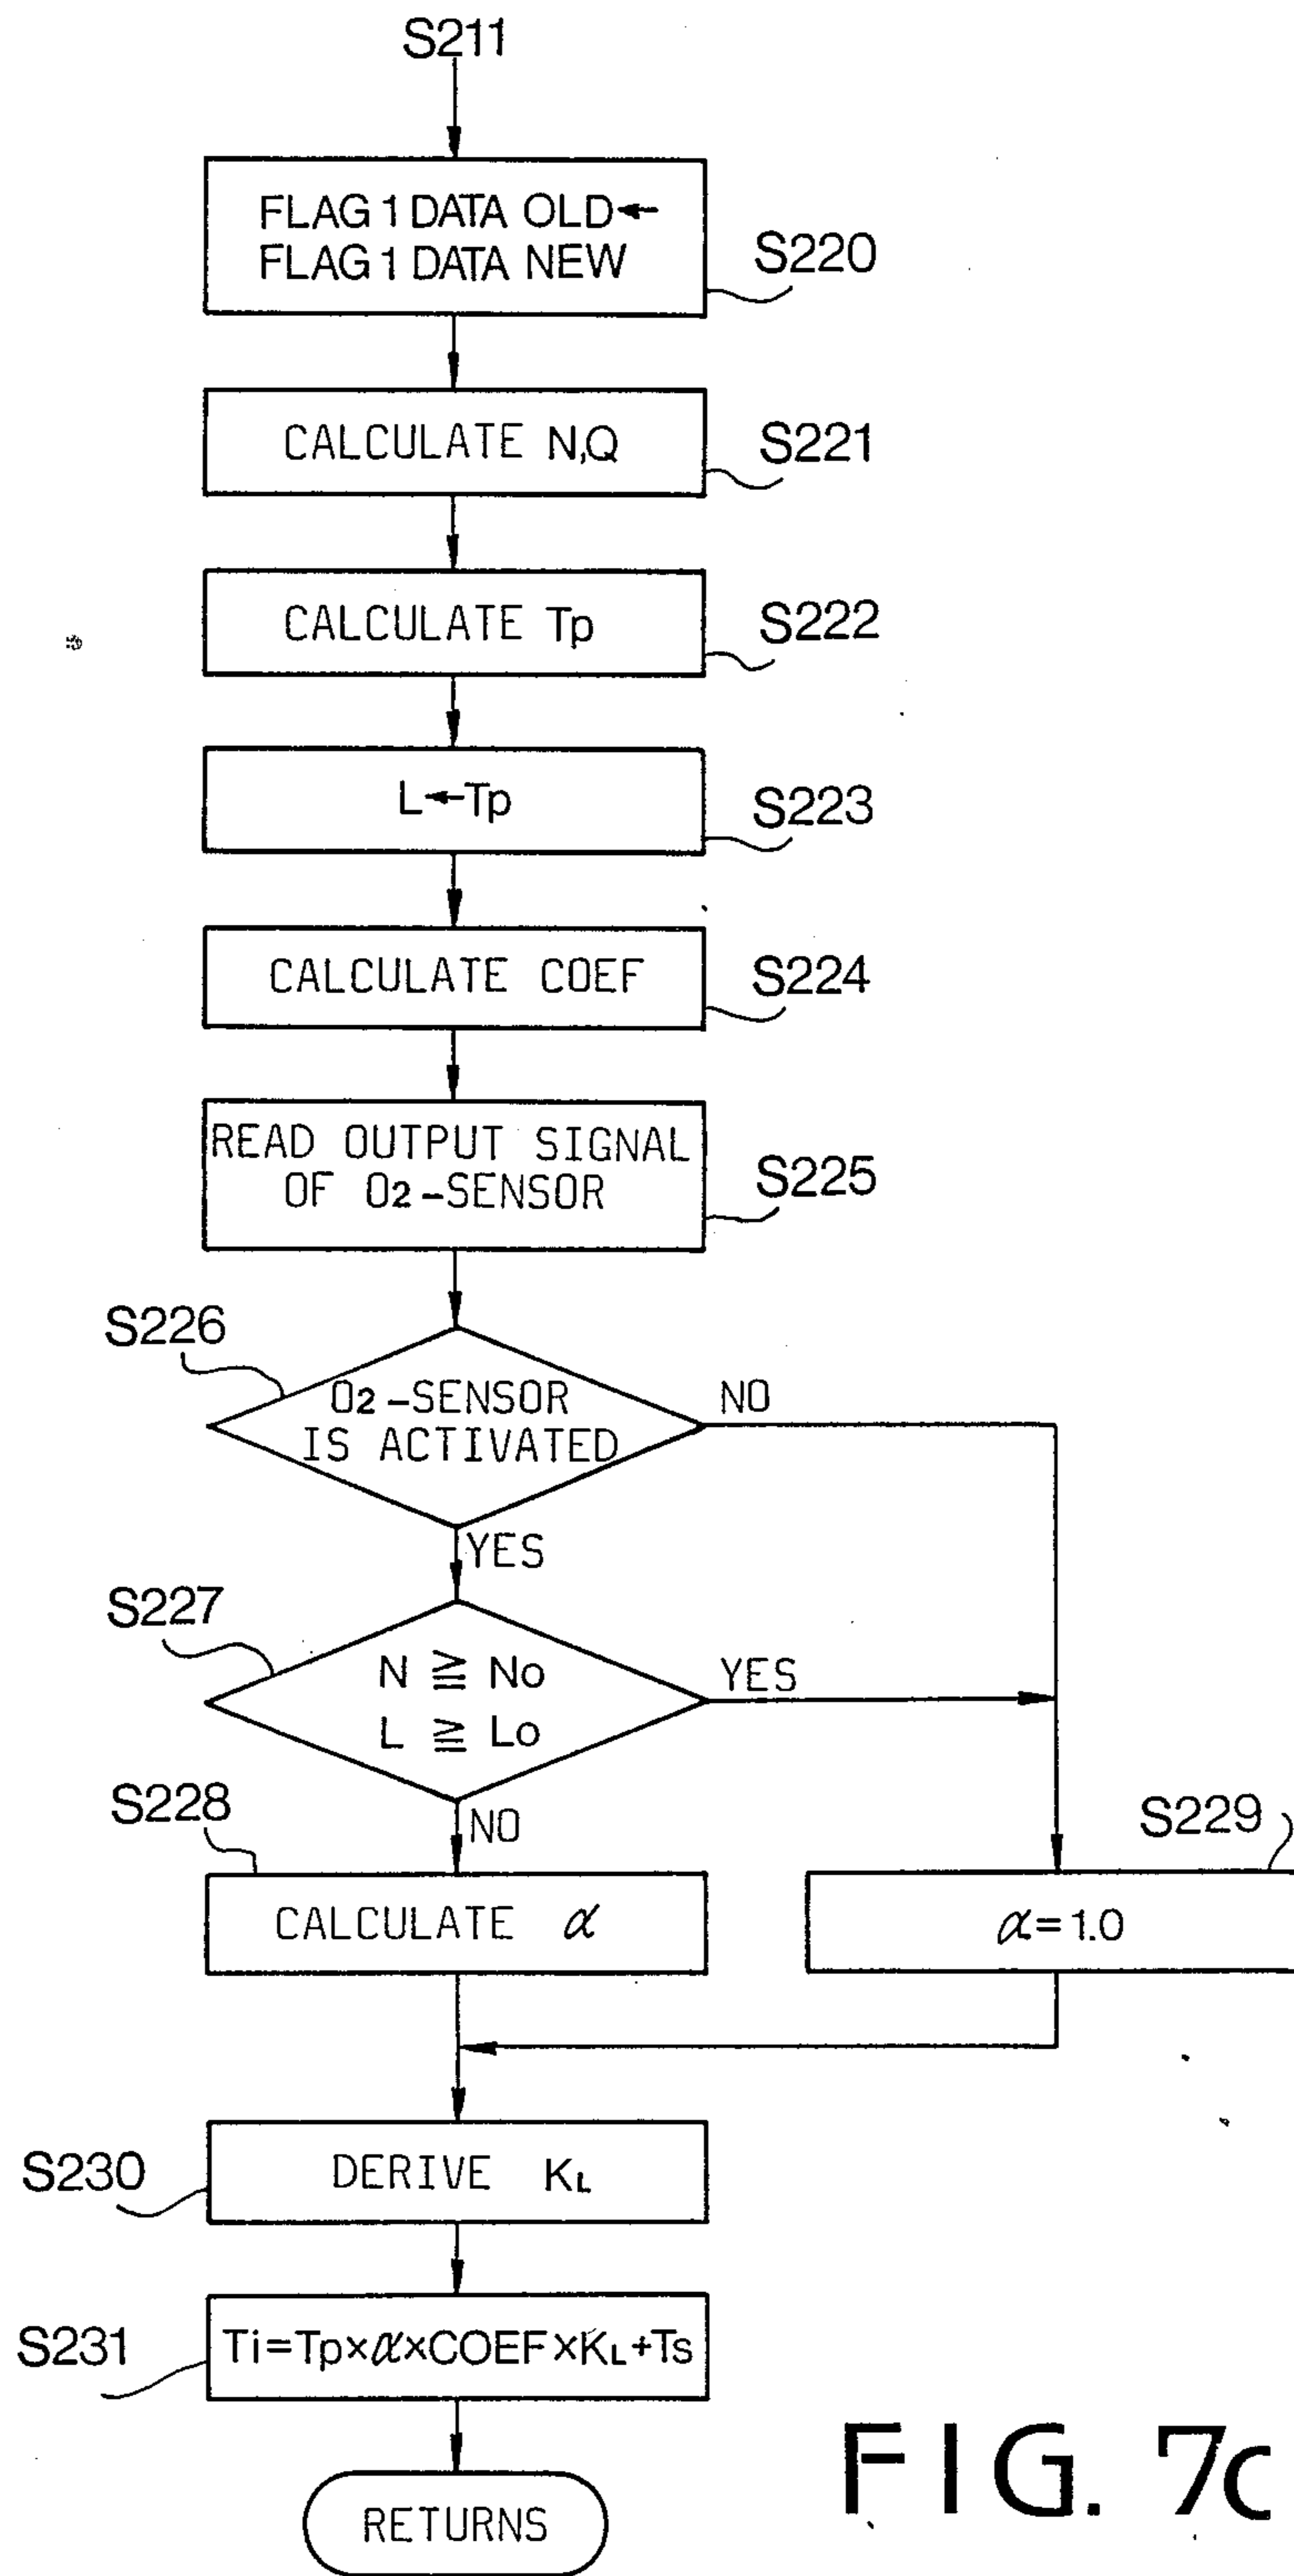 S211
FLAG 1 DATA OLD←
FLAG 1 DATA NEW
S220
CALCULATE N,Q
S221
CALCULATE Tp
S222
L←Tp
S223
CALCULATE COEF
S224
READ OUTPUT SIGNAL
OF O2-SENSOR
S225
S226
O2-SENSOR
IS ACTIVATED
NO
YES
S227
N ≧ No
L ≧ Lo
YES
NO
S228
CALCULATE α
S229
α=1.0
S230
DERIVE KL
S231
Ti=Tp×α×COEF×KL+Ts
RETURNS
FIG. 7c